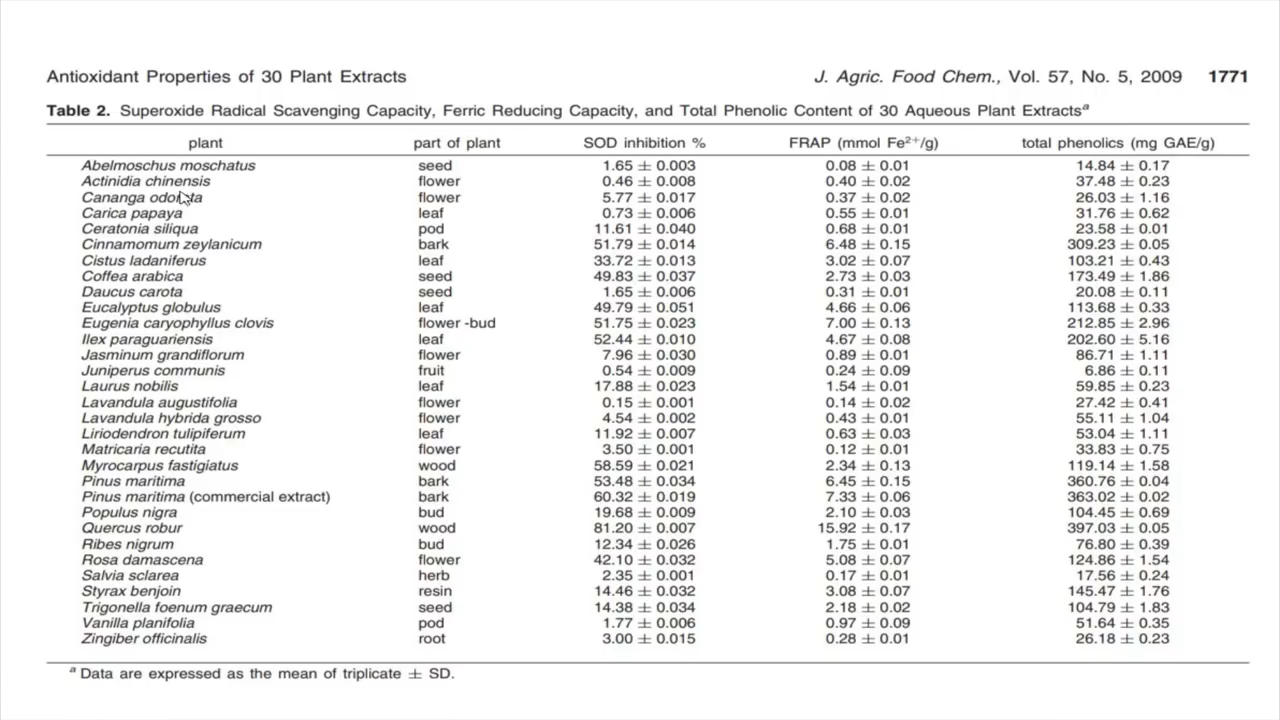 Antioxidant Properties of 30 Plant Extracts J. Agric. Food Chem., Vol. 57, No. 5, 2009 1771
Table 2. Superoxide Radical Scavenging Capacity, Ferric Reducing Capacity, and Total Phenolic Content of 30 Aqueous Plant Extractsa
plant part of plant SOD inhibition % FRAP (mmol Fe2+/g) total phenolics (mg GAE/g)
Abelmoschus moschatus seed 1.65 ± 0.003 0.08 ± 0.01 14.84 ± 0.17
Actinidia chinensis flower 0.46 ± 0.008 0.40 ± 0.02 37.48 ± 0.23
Cananga odorata flower 5.77 ± 0.017 0.37 ± 0.02 26.03 ± 1.16
Carica papaya leaf 0.73 ± 0.006 0.55 ± 0.01 31.76 ± 0.62
Ceratonia siliqua pod 11.61 ± 0.040 0.68 ± 0.01 23.58 ± 0.01
Cinnamomum zeylanicum bark 51.79 ± 0.014 6.48 ± 0.15 309.23 ± 0.05
Cistus ladaniferus leaf 33.72 ± 0.013 3.02 ± 0.07 103.21 ± 0.43
Coffea arabica seed 49.83 ± 0.037 2.73 ± 0.03 173.49 ± 1.86
Daucus carota seed 1.65 ± 0.006 0.31 ± 0.01 20.08 ± 0.11
Eucalyptus globulus leaf 49.79 ± 0.051 4.66 ± 0.06 113.68 ± 0.33
Eugenia caryophyllus clovis flower -bud 51.75 ± 0.023 7.00 ± 0.13 212.85 ± 2.96
Ilex paraguariensis leaf 52.44 ± 0.010 4.67 ± 0.08 202.60 ± 5.16
Jasminum grandiflorum flower 7.96 ± 0.030 0.89 ± 0.01 86.71 ± 1.11
Juniperus communis fruit 0.54 ± 0.009 0.24 ± 0.09 6.86 ± 0.11
Laurus nobilis leaf 17.88 ± 0.023 1.54 ± 0.01 59.85 ± 0.23
Lavandula augustifolia flower 0.15 ± 0.001 0.14 ± 0.02 27.42 ± 0.41
Lavandula hybrida grosso flower 4.54 ± 0.002 0.43 ± 0.01 55.11 ± 1.04
Liriodendron tulipiferum leaf 11.92 ± 0.007 0.63 ± 0.03 53.04 ± 1.11
Matricaria recutita flower 3.50 ± 0.001 0.12 ± 0.01 33.83 ± 0.75
Myrocarpus fastigiatus wood 58.59 ± 0.021 2.34 ± 0.13 119.14 ± 1.58
Pinus maritima bark 53.48 ± 0.034 6.45 ± 0.15 360.76 ± 0.04
Pinus maritima (commercial extract) bark 60.32 ± 0.019 7.33 ± 0.06 363.02 ± 0.02
Populus nigra bud 19.68 ± 0.009 2.10 ± 0.03 104.45 ± 0.69
Quercus robur wood 81.20 ± 0.007 15.92 ± 0.17 397.03 ± 0.05
Ribes nigrum bud 12.34 ± 0.026 1.75 ± 0.01 76.80 ± 0.39
Rosa damascena flower 42.10 ± 0.032 5.08 ± 0.07 124.86 ± 1.54
Salvia sclarea herb 2.35 ± 0.001 0.17 ± 0.01 17.56 ± 0.24
Styrax benjoin resin 14.46 ± 0.032 3.08 ± 0.07 145.47 ± 1.76
Trigonella foenum graecum seed 14.38 ± 0.034 2.18 ± 0.02 104.79 ± 1.83
Vanilla planifolia pod 1.77 ± 0.006 0.97 ± 0.09 51.64 ± 0.35
Zingiber officinalis root 3.00 ± 0.015 0.28 ± 0.01 26.18 ± 0.23
a Data are expressed as the mean of triplicate ± SD.